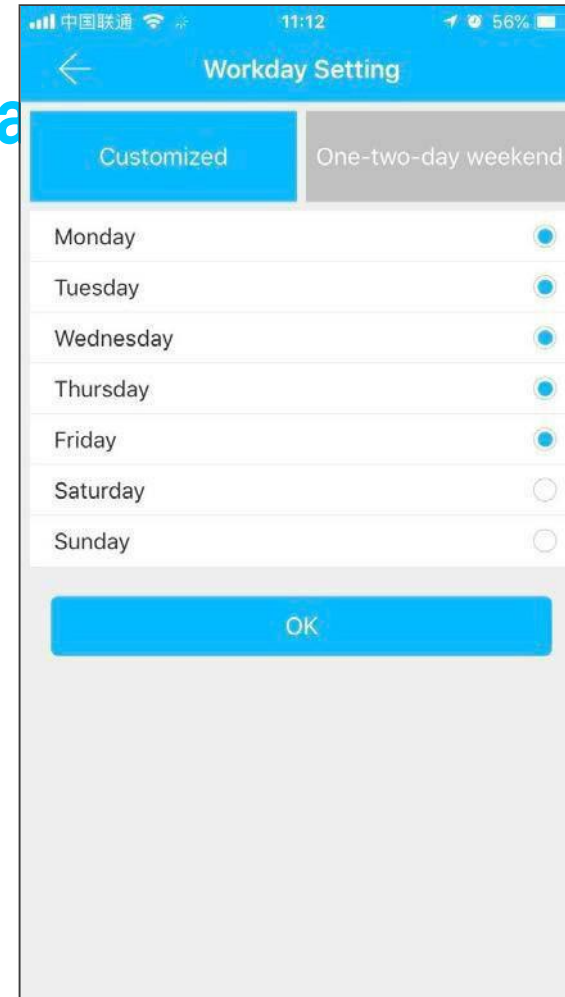 中国联通 11:12 56%
Workday Setting
a
Customized One-two-day weekend
Monday
Tuesday
Wednesday
Thursday
Friday
Saturday
Sunday
OK